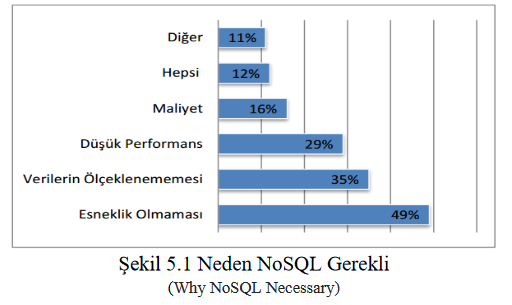 Diğer 11%
Hepsi 12%
Maliyet 16%
Düşük Performans 29%
Verilerin Ölçeklenememesi 35%
Esneklik Olmaması 49%
Şekil 5.1 Neden NoSQL Gerekli
(Why NoSQL Necessary)